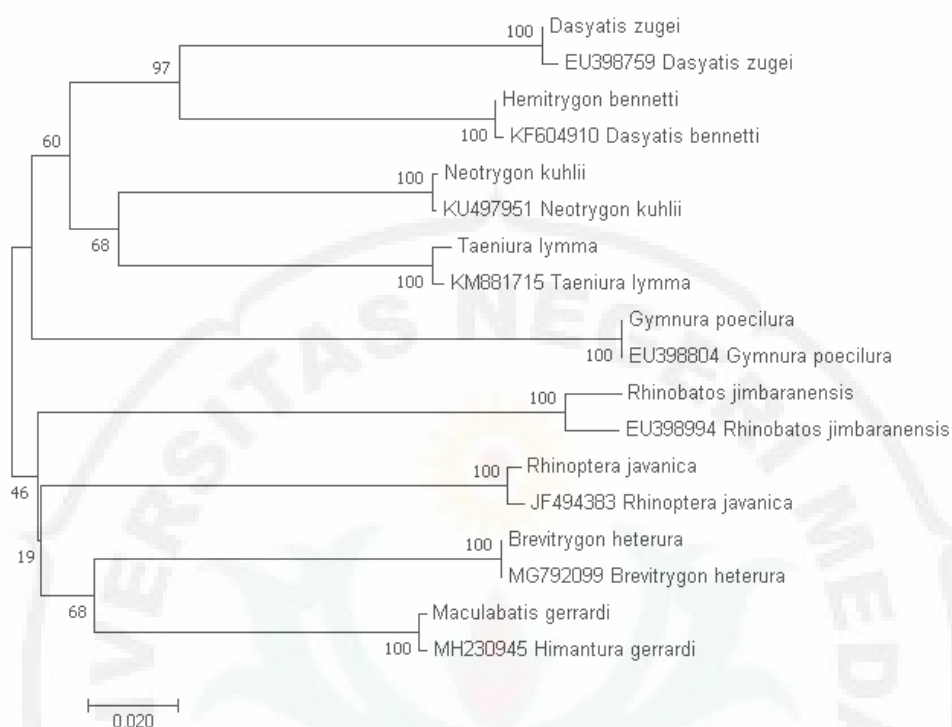 100 Dasyatis zugei
EU398759 Dasyatis zugei
97
Hemitrygon bennetti
100 KF604910 Dasyatis bennetti
60
100 Neotrygon kuhlii
KU497951 Neotrygon kuhlii
68
Taeniura lymma
100 KM881715 Taeniura lymma
Gymnura poecilura
100 EU398804 Gymnura poecilura
100 Rhinobatos jimbaranensis
EU398994 Rhinobatos jimbaranensis
46
100 Rhinoptera javanica
JF494383 Rhinoptera javanica
19
100 Brevitrygon heterura
MG792099 Brevitrygon heterura
68
Maculabatis gerrardi
100 MH230945 Himantura gerrardi
0.020
VERSITAS NEGERI MEDA